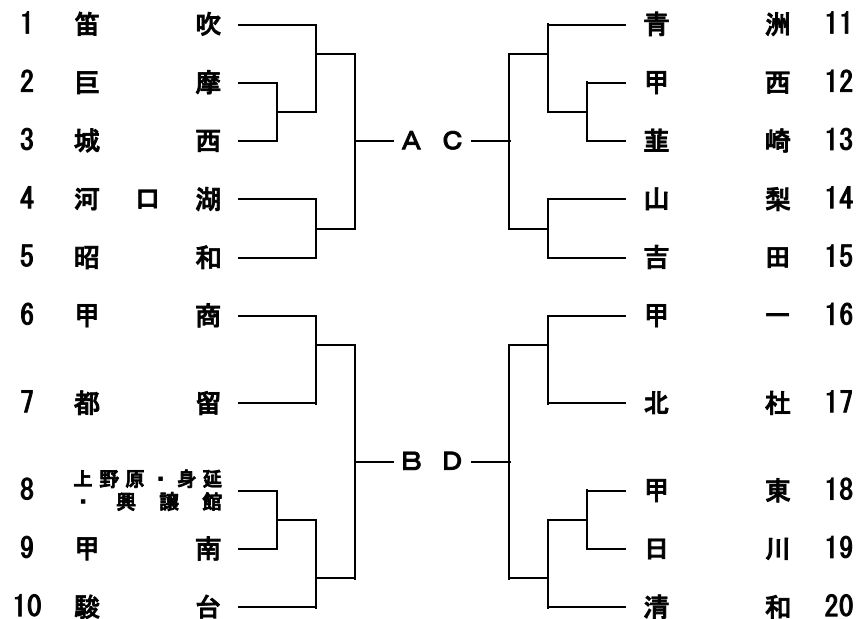 1 笛吹
2 巨摩
3 城西
4 河口湖
5 昭和
A
6 甲商
7 都留
8 上野原・身延
・興譲館
9 甲南
10 駿台
B
青洲 11
甲西 12
韮崎 13
山梨 14
吉田 15
C
甲一 16
北杜 17
甲東 18
日川 19
清和 20
D